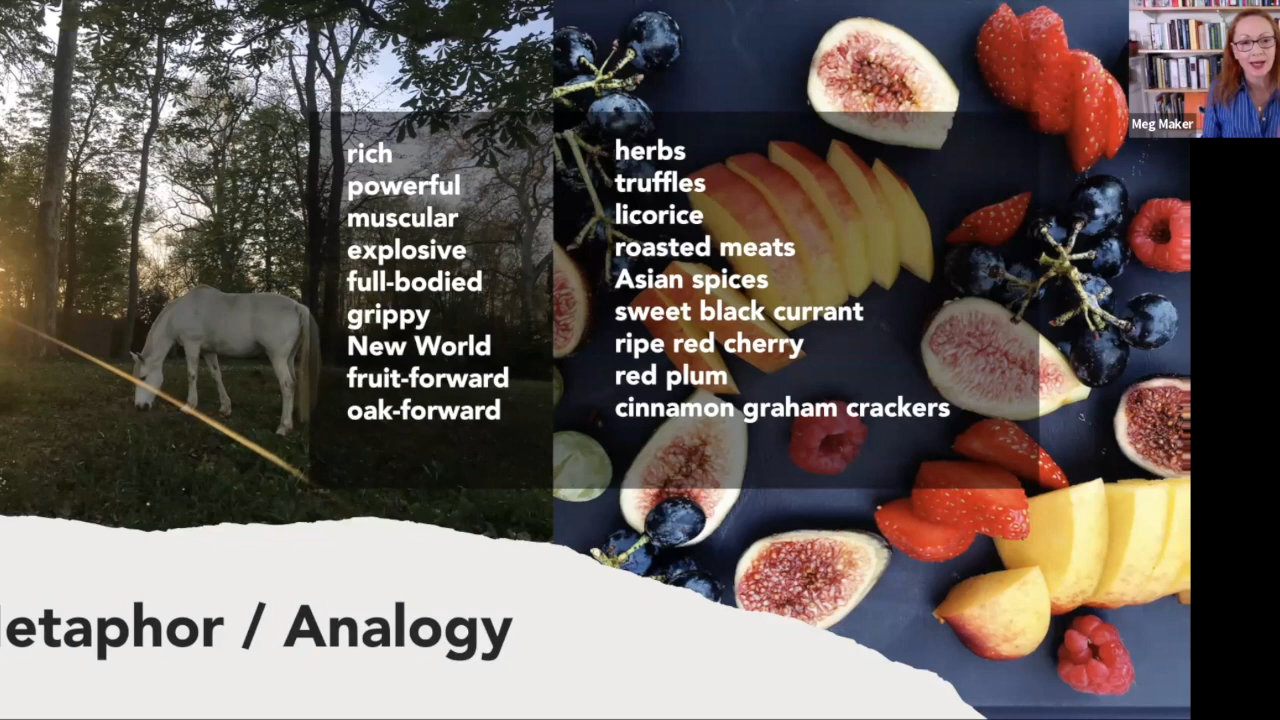 rich
powerful
muscular
explosive
full-bodied
grippy
New World
fruit-forward
oak-forward
herbs
truffles
licorice
roasted meats
Asian spices
sweet black currant
ripe red cherry
red plum
cinnamon graham crackers
Meg Maker
etaphor / Analogy